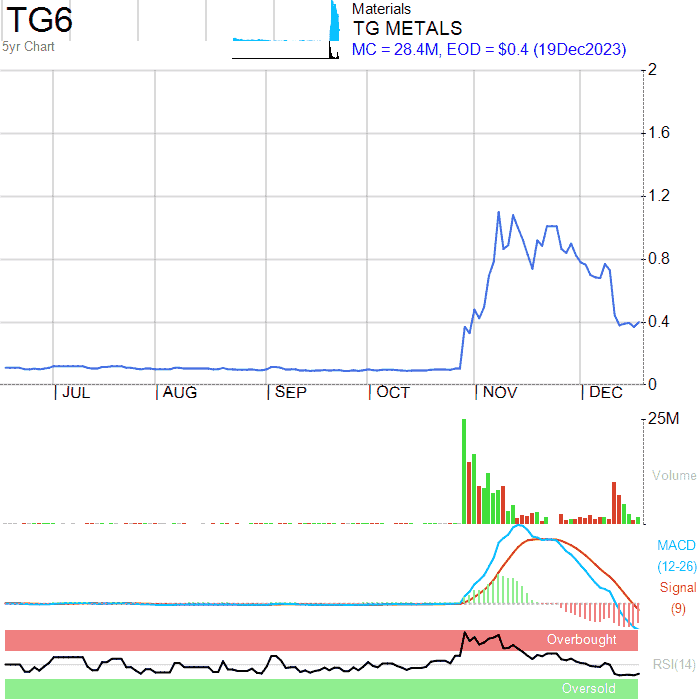 TG6
5yr Chart
Materials
TG METALS
MC = 28.4M, EOD = $0.4 (19Dec2023)
2
1.6
1.2
0.8
0.4
0
JUL AUG SEP OCT NOV DEC
25M
Volume
MACD
(12-26)
Signal
(9)
Overbought
RSI(14)
Oversold